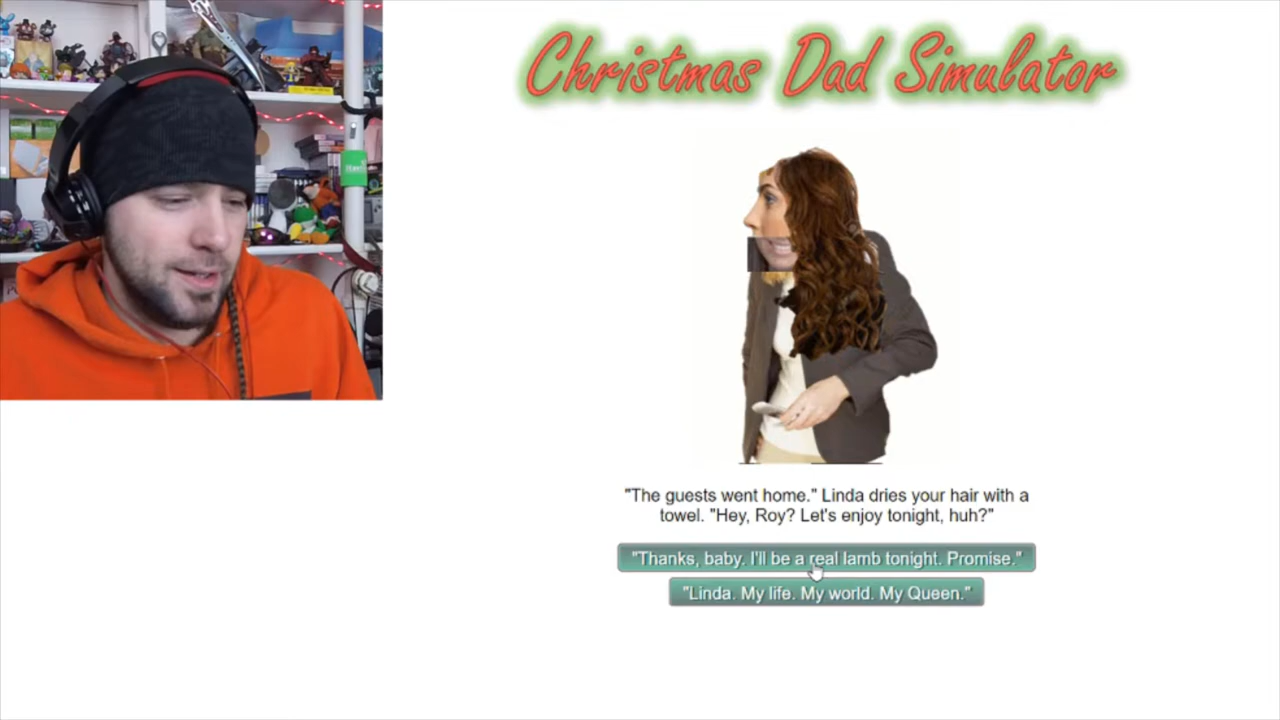 Christmas Dad Simulator
"The guests went home." Linda dries your hair with a
towel. "Hey, Roy? Let's enjoy tonight, huh?"
"Thanks, baby. I'll be a real lamb tonight. Promise."
"Linda. My life. My world. My Queen."